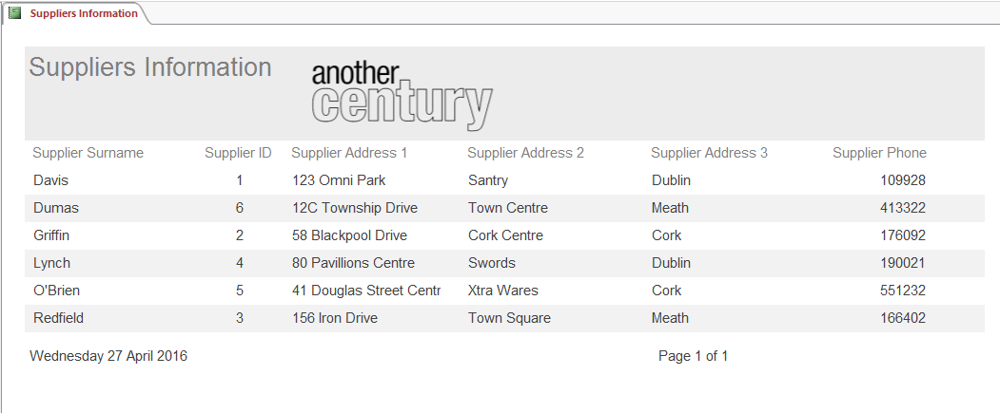 Suppliers Information
Suppliers Information
another
century
Supplier Surname Supplier ID Supplier Address 1 Supplier Address 2 Supplier Address 3 Supplier Phone
Davis 1 123 Omni Park Santry Dublin 109928
Dumas 6 12C Township Drive Town Centre Meath 413322
Griffin 2 58 Blackpool Drive Cork Centre Cork 176092
Lynch 4 80 Pavillions Centre Swords Dublin 190021
O'Brien 5 41 Douglas Street Centr Xtra Wares Cork 551232
Redfield 3 156 Iron Drive Town Square Meath 166402
Wednesday 27 April 2016 Page 1 of 1